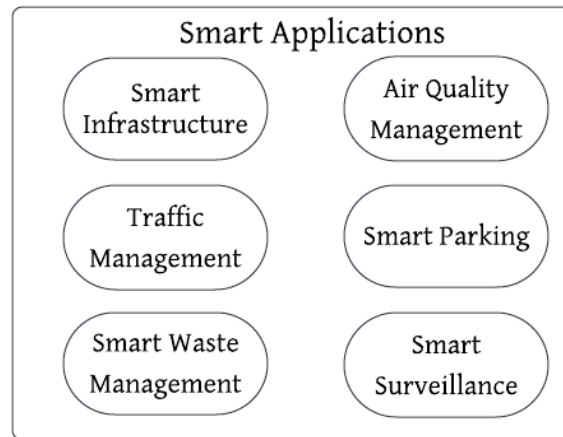 Smart Applications
Smart
Infrastructure
Air Quality
Management
Traffic
Management
Smart Parking
Smart Waste
Management
Smart
Surveillance